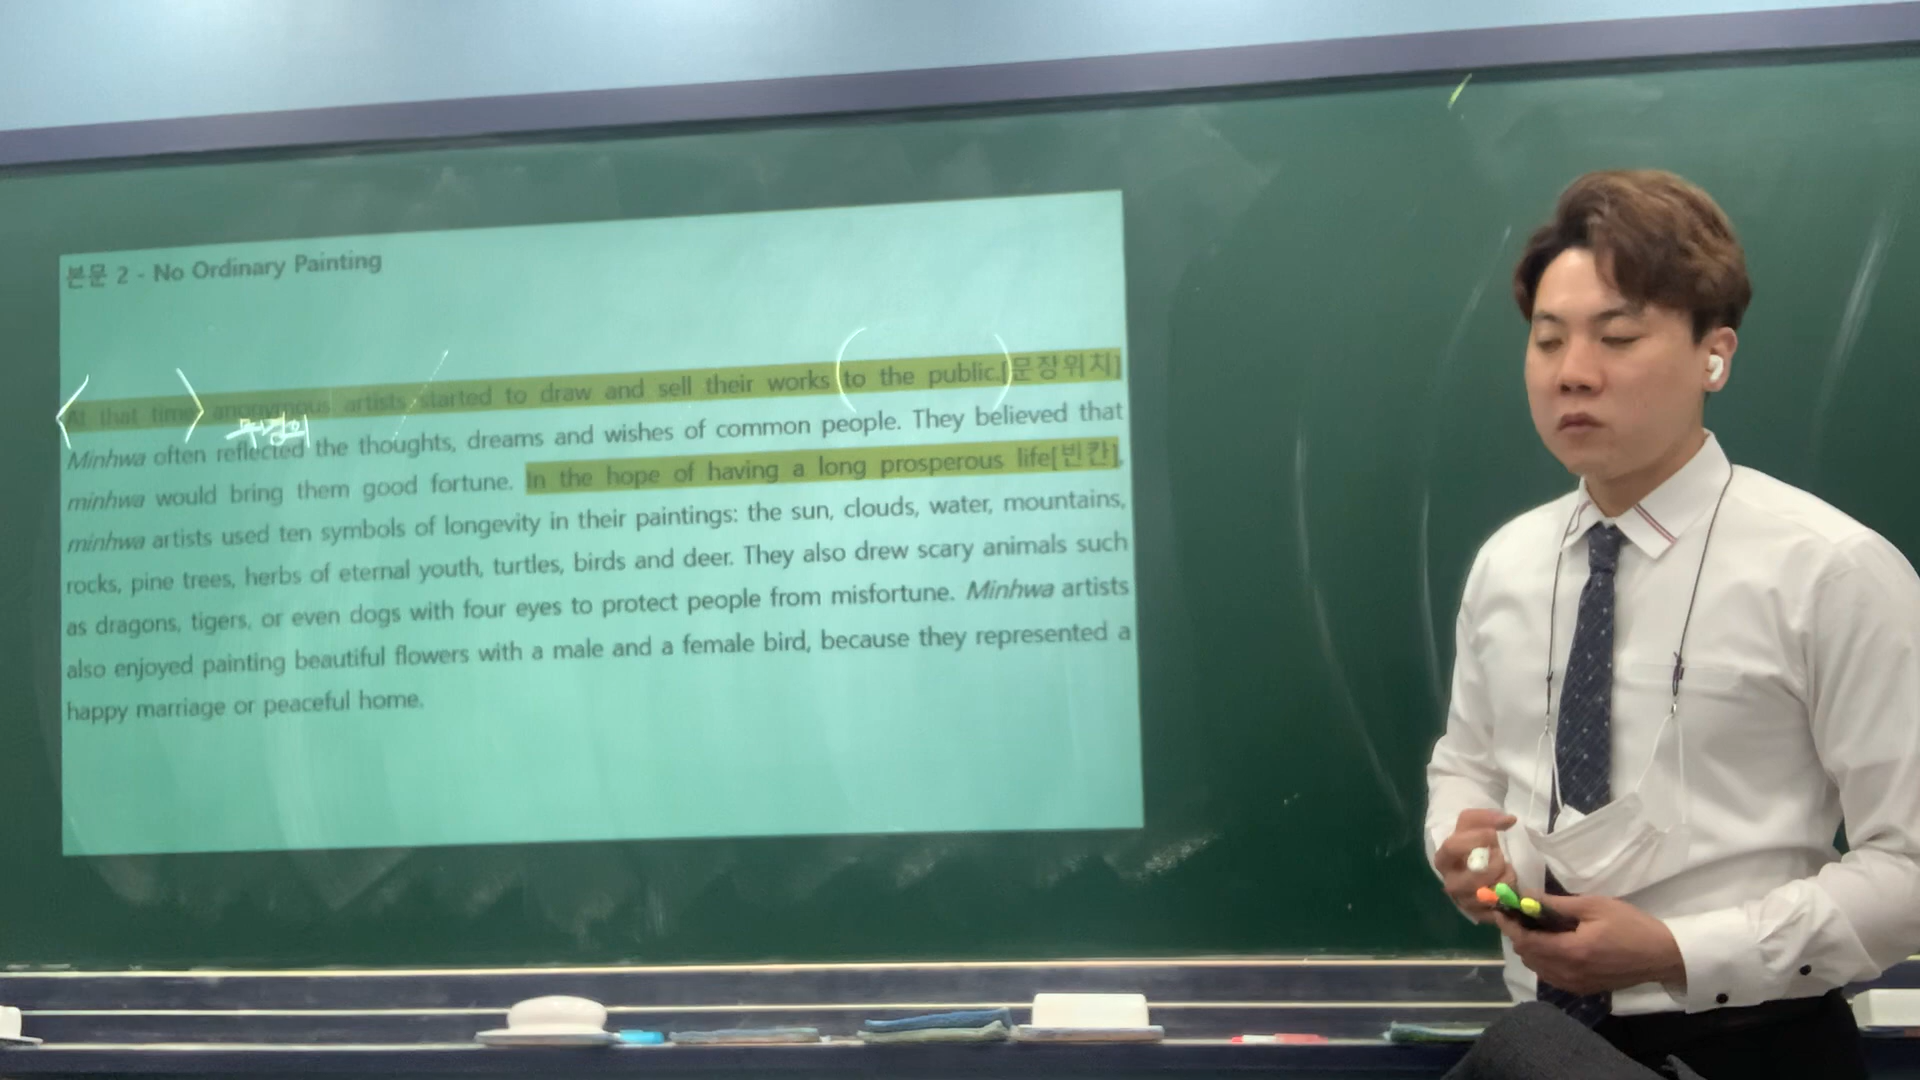 본문 2 - No Ordinary Painting
At that time, anonymous artists started to draw and sell their works to the public.[문장위치]
무명의
Minhwa often reflected the thoughts, dreams and wishes of common people. They believed that
minhwa would bring them good fortune. In the hope of having a long prosperous life[빈칸],
minhwa artists used ten symbols of longevity in their paintings: the sun, clouds, water, mountains,
rocks, pine trees, herbs of eternal youth, turtles, birds and deer. They also drew scary animals such
as dragons, tigers, or even dogs with four eyes to protect people from misfortune. Minhwa artists
also enjoyed painting beautiful flowers with a male and a female bird, because they represented a
happy marriage or peaceful home.